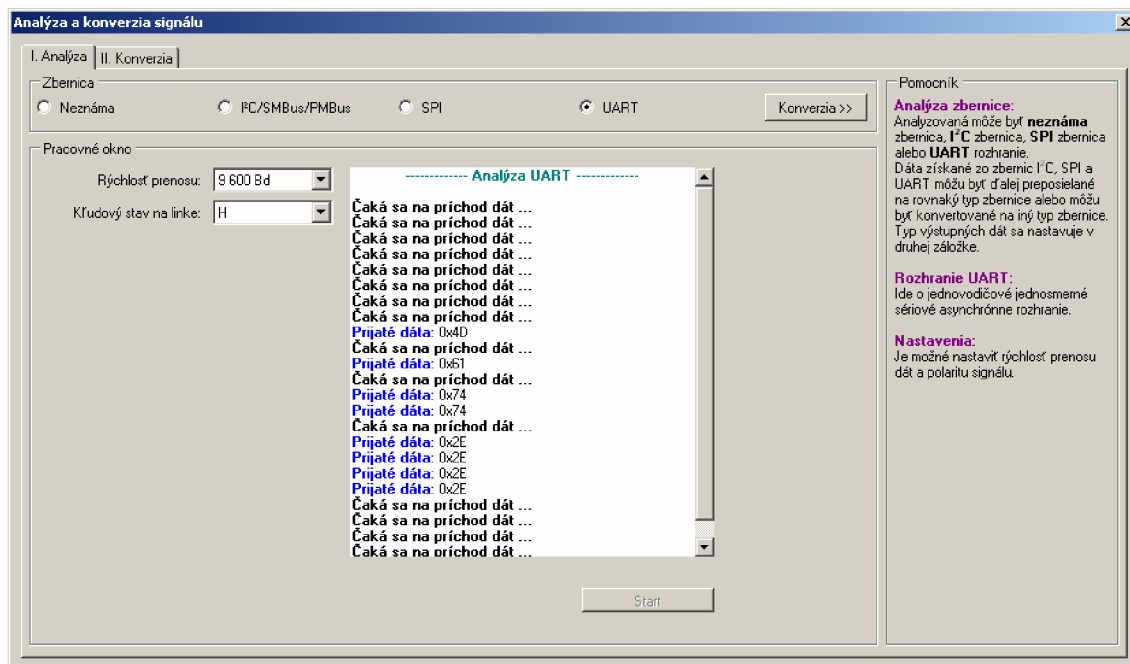 Analýza a konverzia signálu
I. Analýza
II. Konverzia
Zbernica
Neznáma
I²C/SMBus/PMBus
SPI
UART
Konverzia >>
Pracovné okno
Rýchlosť prenosu:
9 600 Bd
Kľudový stav na linke:
H
------------- Analýza UART -------------
Čaká sa na príchod dát ...
Čaká sa na príchod dát ...
Čaká sa na príchod dát ...
Čaká sa na príchod dát ...
Čaká sa na príchod dát ...
Čaká sa na príchod dát ...
Čaká sa na príchod dát ...
Čaká sa na príchod dát ...
Prijaté dáta: 0x4D
Čaká sa na príchod dát ...
Prijaté dáta: 0x61
Čaká sa na príchod dát ...
Prijaté dáta: 0x74
Prijaté dáta: 0x74
Čaká sa na príchod dát ...
Prijaté dáta: 0x2E
Prijaté dáta: 0x2E
Prijaté dáta: 0x2E
Prijaté dáta: 0x2E
Čaká sa na príchod dát ...
Čaká sa na príchod dát ...
Čaká sa na príchod dát ...
Čaká sa na príchod dát ...
Start
Pomocník
Analýza zbernice:
Analyzovaná môže byť neznáma
zbernica, I²C zbernica, SPI zbernica
alebo UART rozhranie.
Dáta získané zo zberníc I²C, SPI a
UART môžu byť ďalej preposielané
na rovnaký typ zbernice alebo môžu
byť konvertované na iný typ zbernice.
Typ výstupných dát sa nastavuje v
druhej záložke.
Rozhranie UART:
Ide o jednovodičové jednosmerné
sériové asynchrónne rozhranie.
Nastavenia:
Je možné nastaviť rýchlosť prenosu
dát a polaritu signálu.